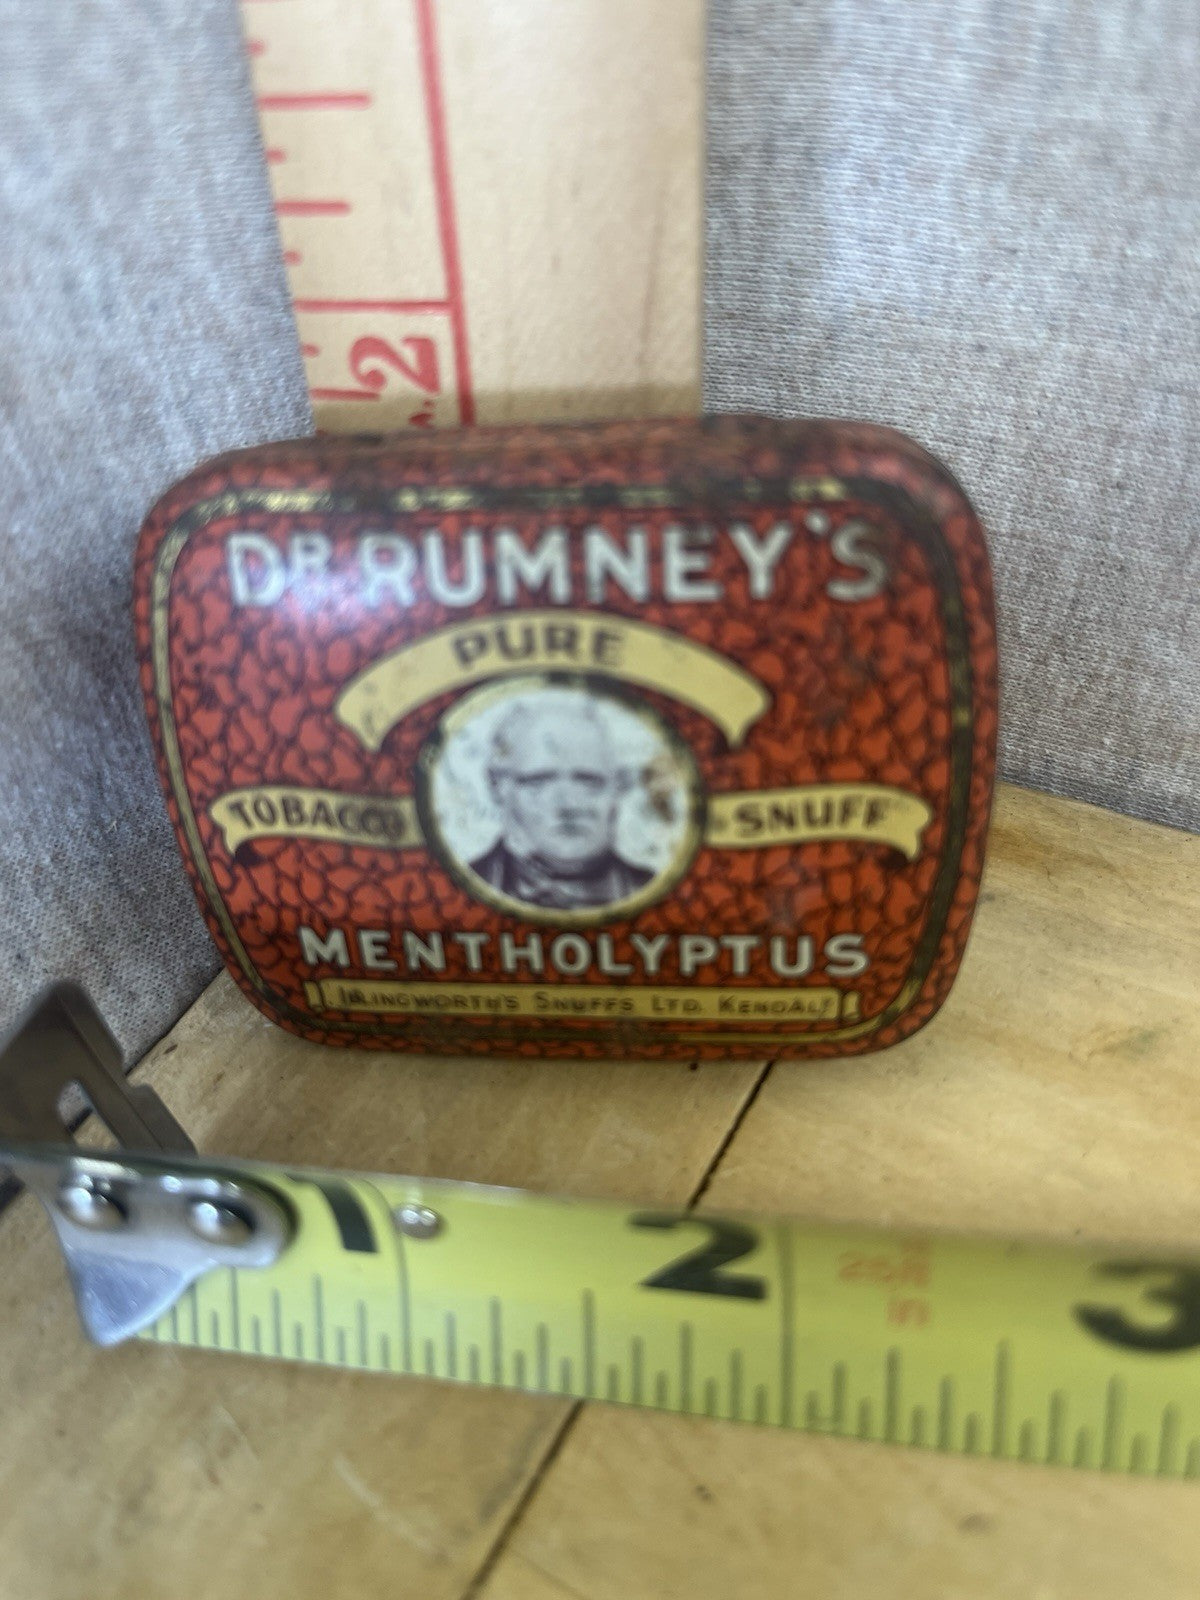 2
DR RUMNEY'S
PURE
TOBACCO SNUFF
MENTHOLYPTUS
ILLINGWORTH'S SNUFFS LTD. KENDAL
1 2 3